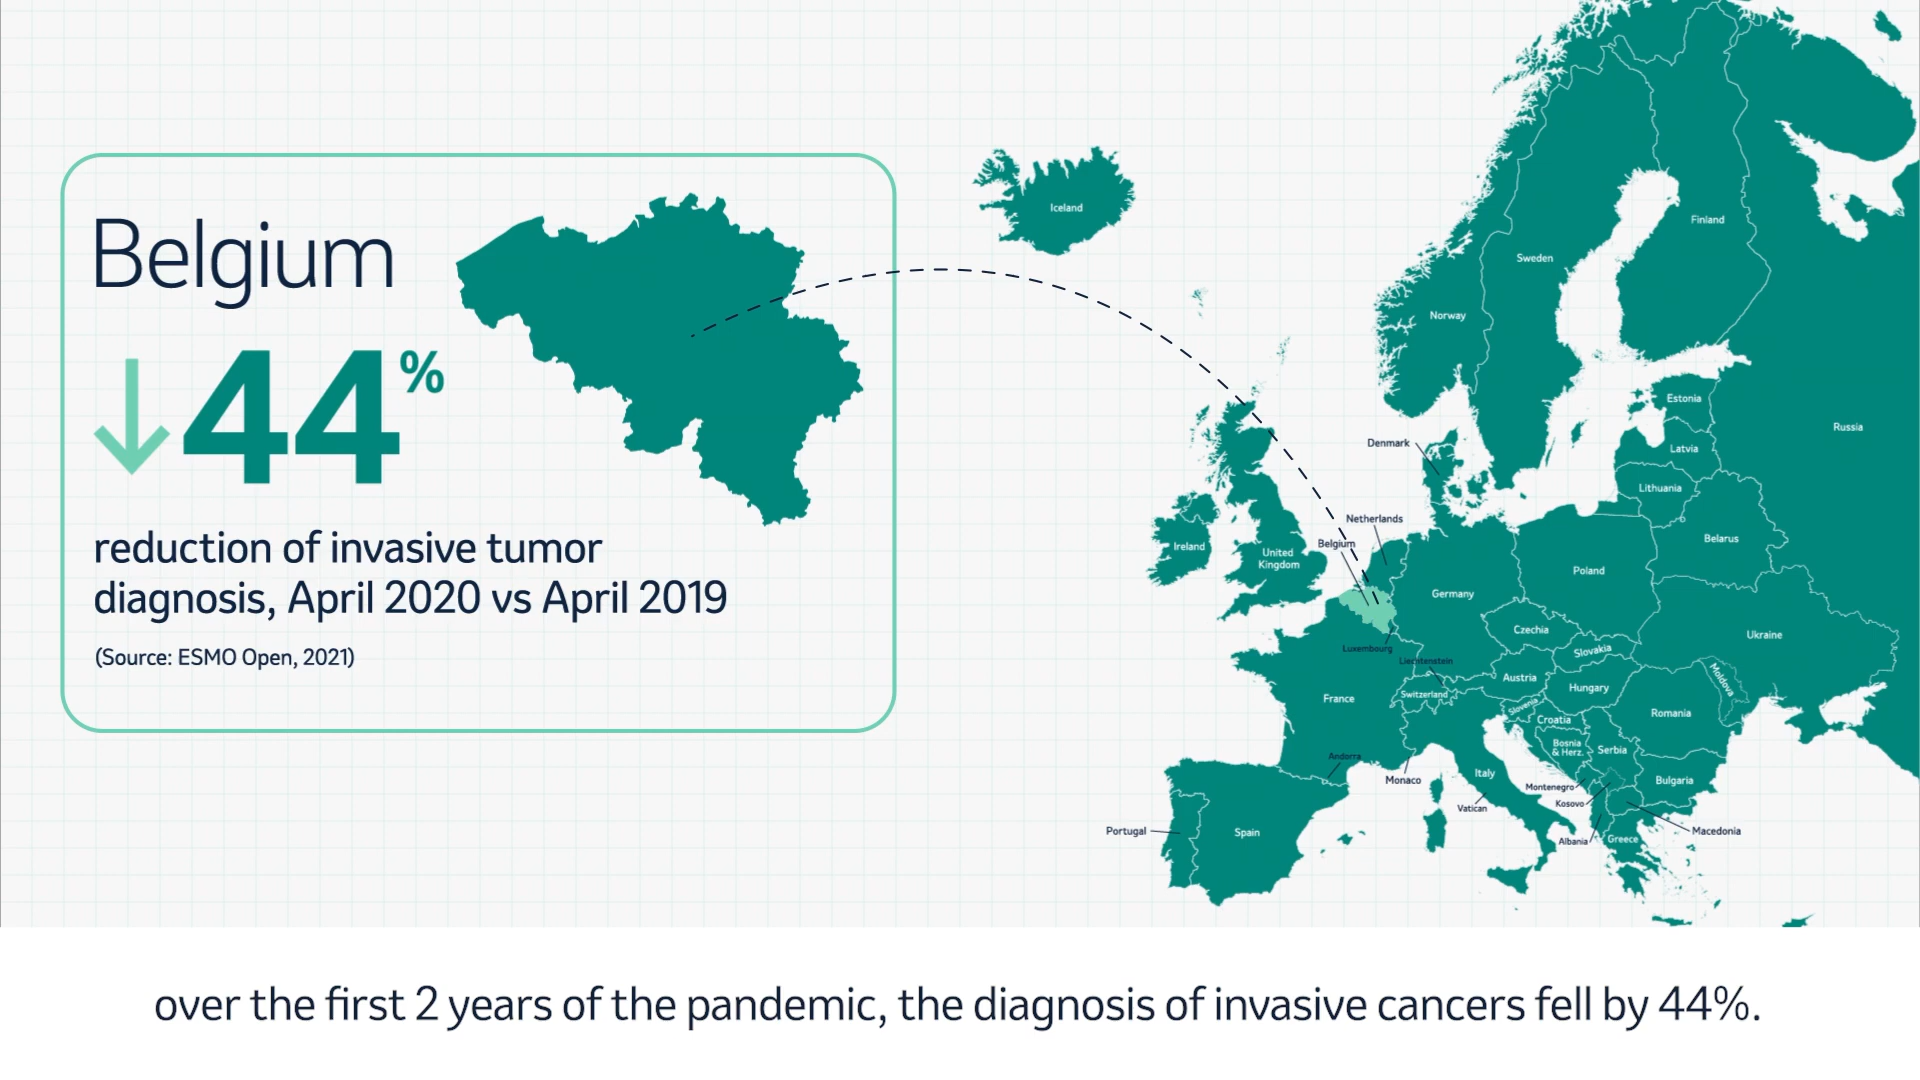 Belgium
↓44%
reduction of invasive tumor
diagnosis, April 2020 vs April 2019
(Source: ESMO Open, 2021)
Iceland
Finland
Sweden
Norway
Estonia
Russia
Denmark
Latvia
Lithuania
Netherlands
Belgium
Ireland
United
Kingdom
Belarus
Poland
Germany
Czechia
Ukraine
Luxembourg
Slovakia
Liechtenstein
Austria
Moldova
Hungary
Switzerland
France
Slovenia
Romania
Croatia
Bosnia
& Herz.
Serbia
Andorra
Monaco
Italy
Bulgaria
Montenegro
Kosovo
Vatican
Portugal
Spain
Macedonia
Albania
Greece
over the first 2 years of the pandemic, the diagnosis of invasive cancers fell by 44%.